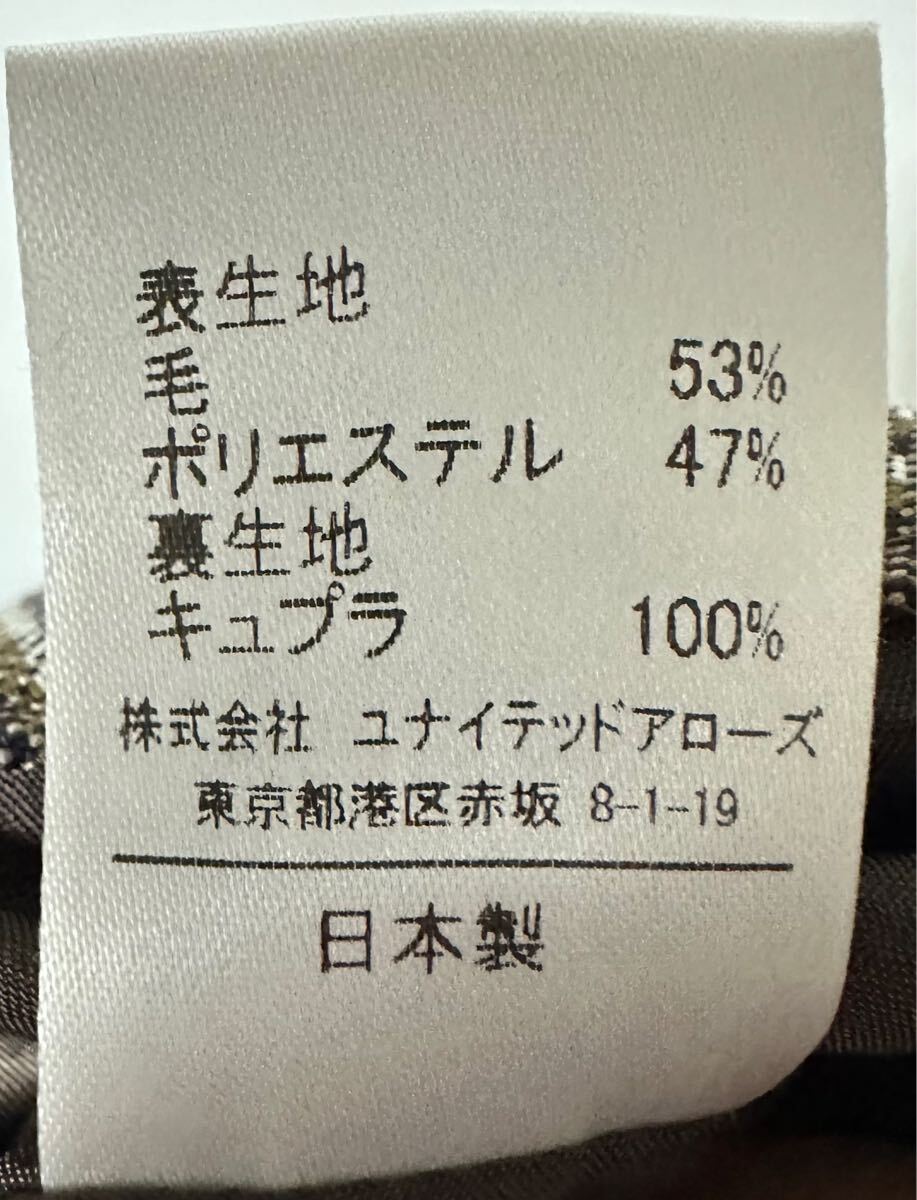 表生地
毛 53%
ポリエステル 47%
裏生地
キュプラ 100%
株式会社 ユナイテッドアローズ
東京都港区赤坂 8-1-19
日本製